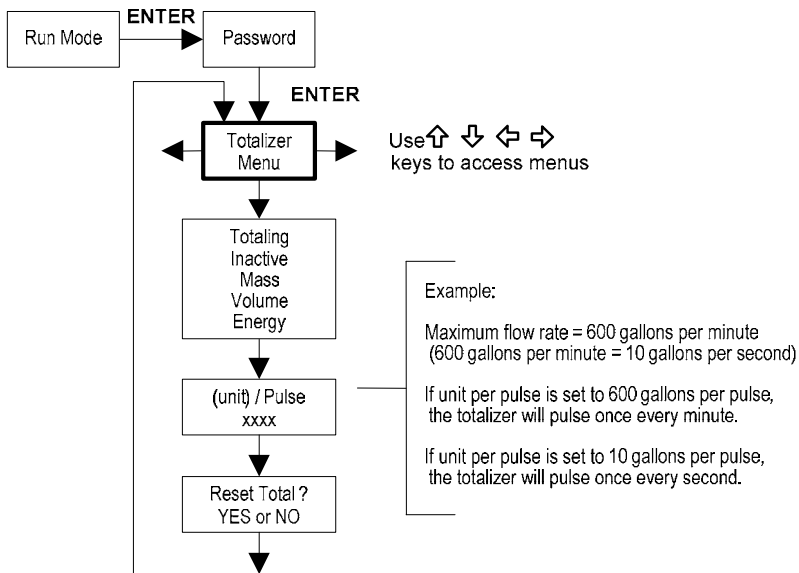 ENTER
Run Mode
Password
ENTER
Totalizer
Menu
Use ⇧ ⇩ ⇦ ⇨
keys to access menus
Totaling
Inactive
Mass
Volume
Energy
(unit) / Pulse
xxxx
Reset Total ?
YES or NO
Example:
Maximum flow rate = 600 gallons per minute
(600 gallons per minute = 10 gallons per second)
If unit per pulse is set to 600 gallons per pulse,
the totalizer will pulse once every minute.
If unit per pulse is set to 10 gallons per pulse,
the totalizer will pulse once every second.